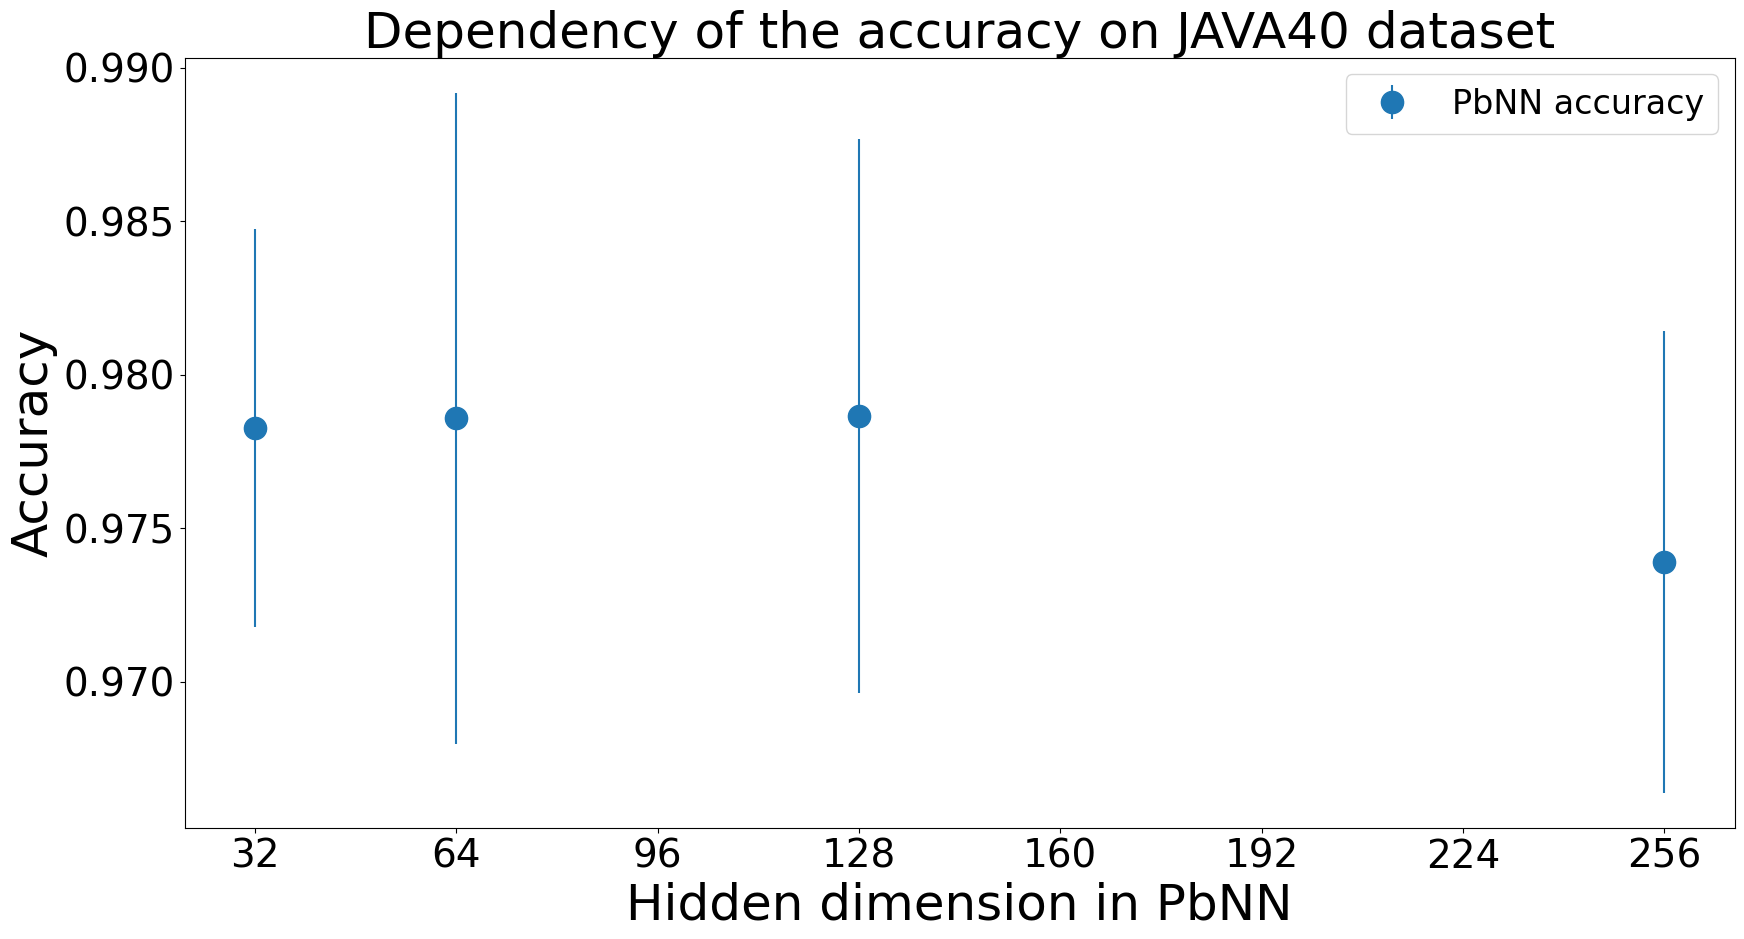 Dependency of the accuracy on JAVA40 dataset
PbNN accuracy
0.990
0.985
0.980
0.975
0.970
Accuracy
32 64 96 128 160 192 224 256
Hidden dimension in PbNN